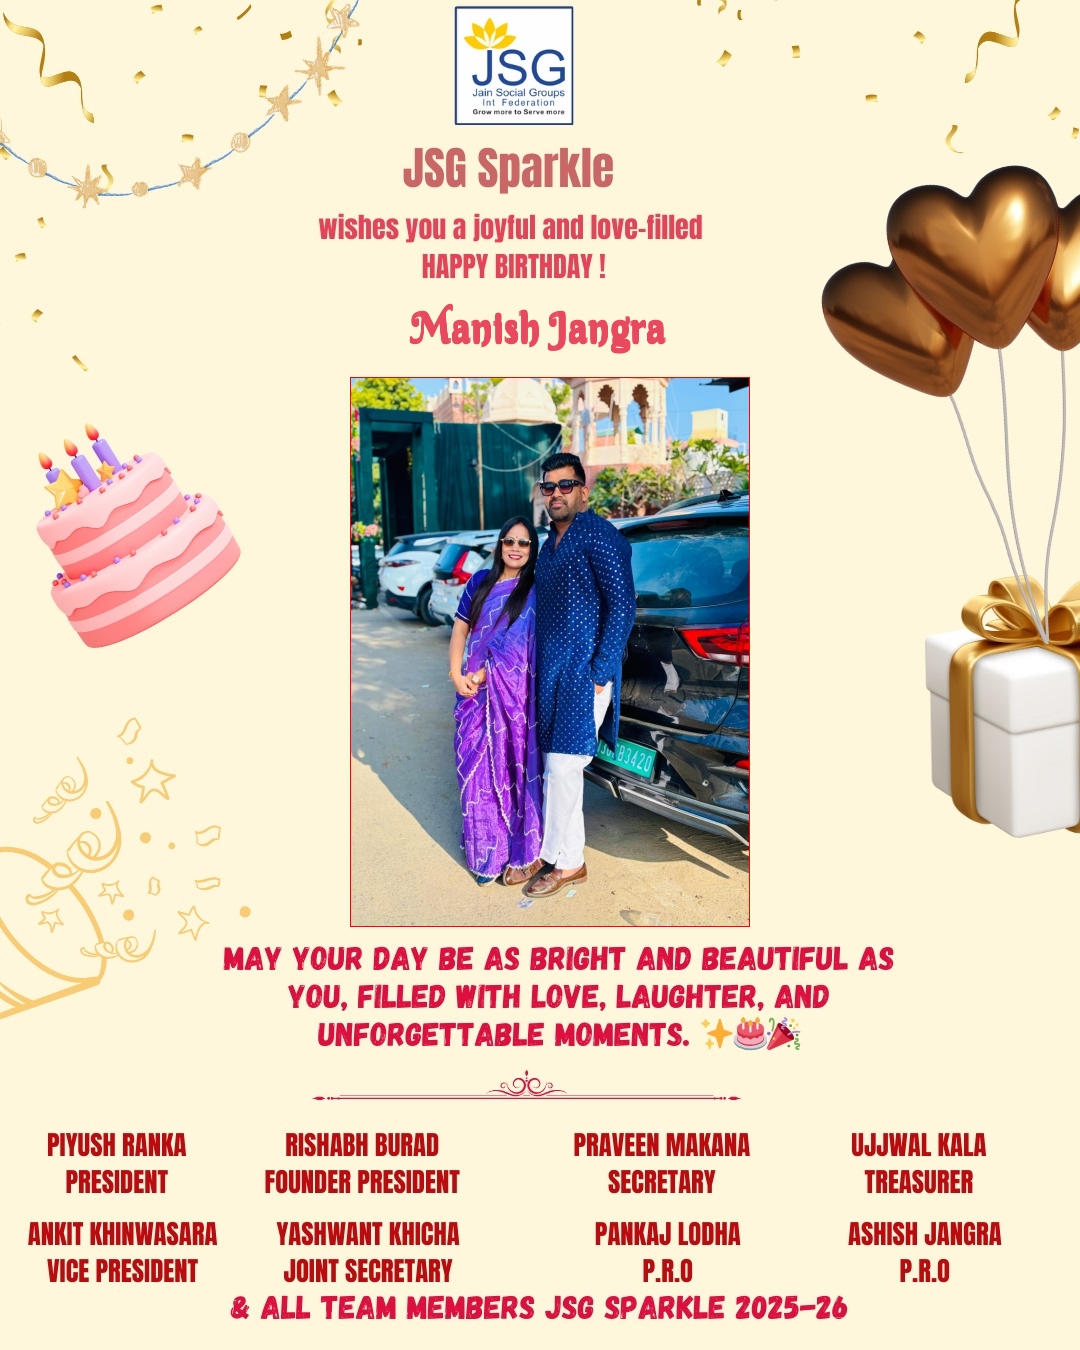 JSG
Jain Social Groups
Int Federation
Grow more to Serve more
JSG Sparkle
wishes you a joyful and love-filled
HAPPY BIRTHDAY !
Manish Jangra
MAY YOUR DAY BE AS BRIGHT AND BEAUTIFUL AS
YOU, FILLED WITH LOVE, LAUGHTER, AND
UNFORGETTABLE MOMENTS. ✨🎂🎉
PIYUSH RANKA
PRESIDENT
RISHABH BURAD
FOUNDER PRESIDENT
PRAVEEN MAKANA
SECRETARY
UJJWAL KALA
TREASURER
ANKIT KHINWASARA
VICE PRESIDENT
YASHWANT KHICHA
JOINT SECRETARY
PANKAJ LODHA
P.R.O
ASHISH JANGRA
P.R.O
& ALL TEAM MEMBERS JSG SPARKLE 2025-26